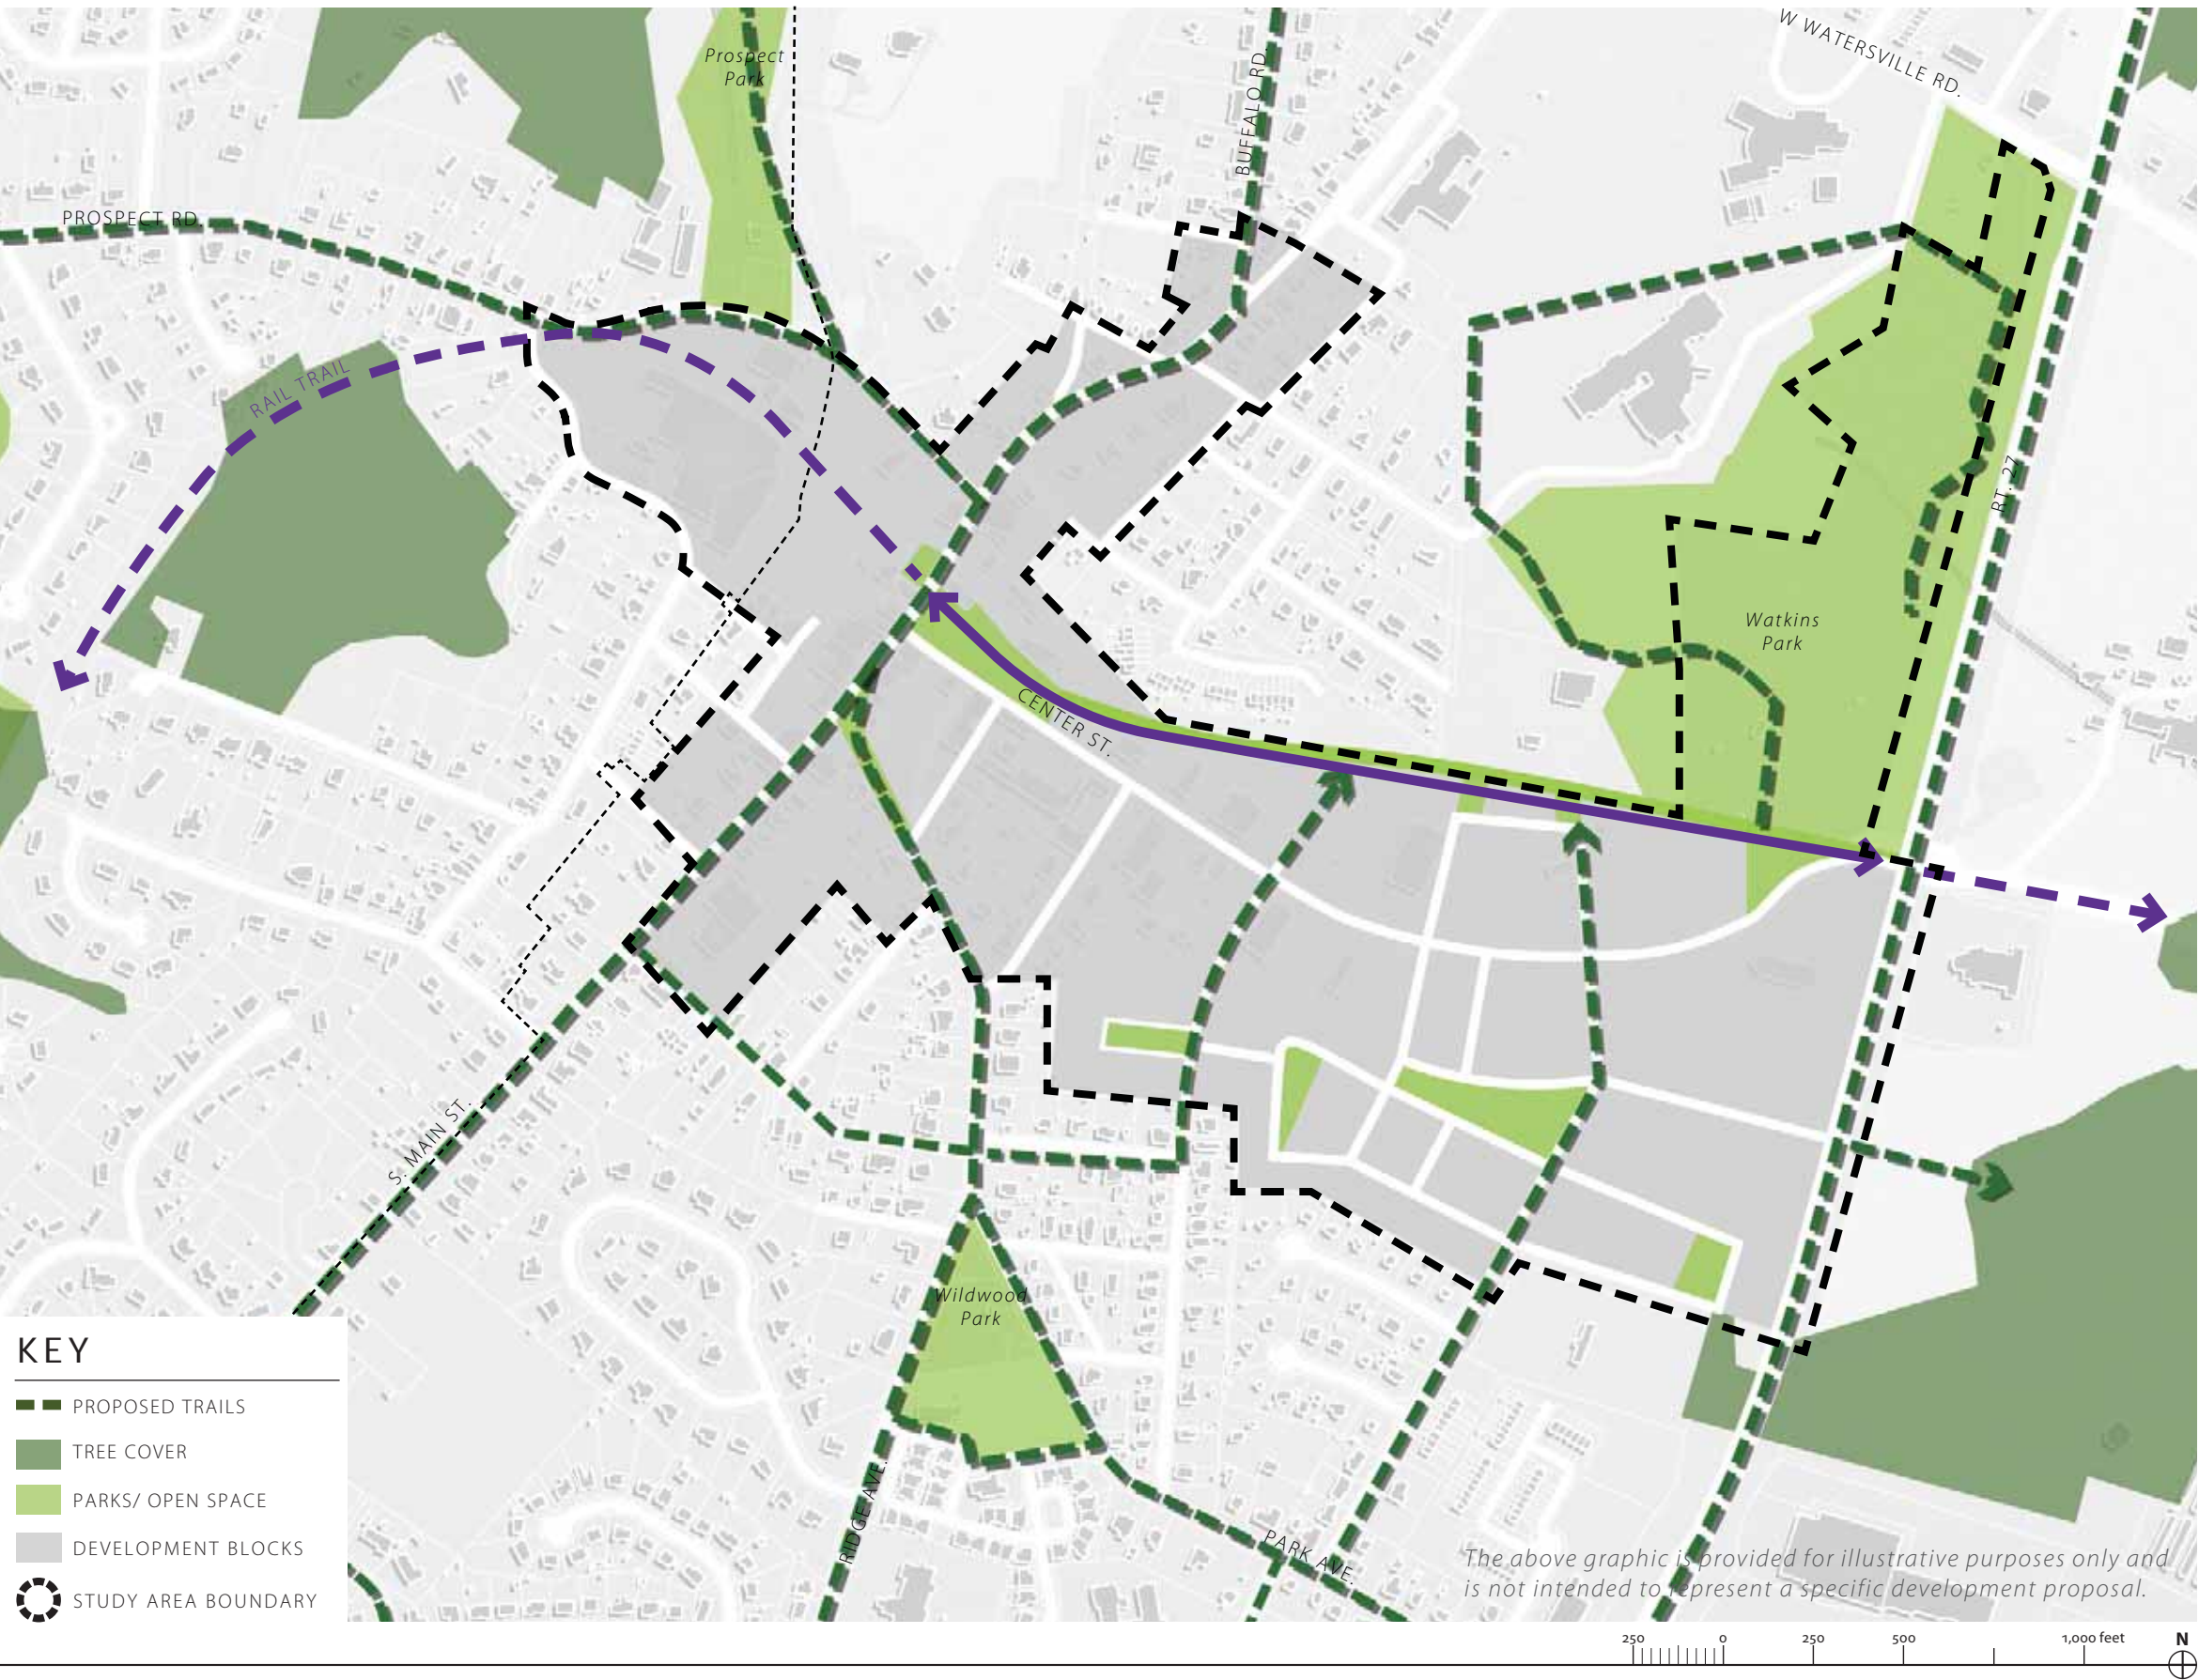 W WATERSVILLE RD.
Prospect
Park
BUFFALO RD.
PROSPECT RD.
RAIL TRAIL
RT. 27
Watkins
Park
CENTER ST.
S. MAIN ST.
Wildwood
Park
RIDGE AVE.
PARK AVE.
KEY
PROPOSED TRAILS
TREE COVER
PARKS/ OPEN SPACE
DEVELOPMENT BLOCKS
STUDY AREA BOUNDARY
The above graphic is provided for illustrative purposes only and
is not intended to represent a specific development proposal.
250 0 250 500 1,000 feet N